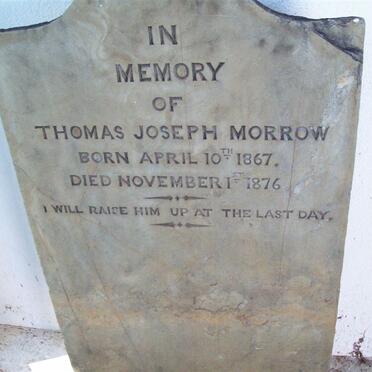 IN
MEMORY
OF
THOMAS JOSEPH MORROW
BORN APRIL 10TH 1867.
DIED NOVEMBER 1ST 1876
I WILL RAISE HIM UP AT THE LAST DAY.